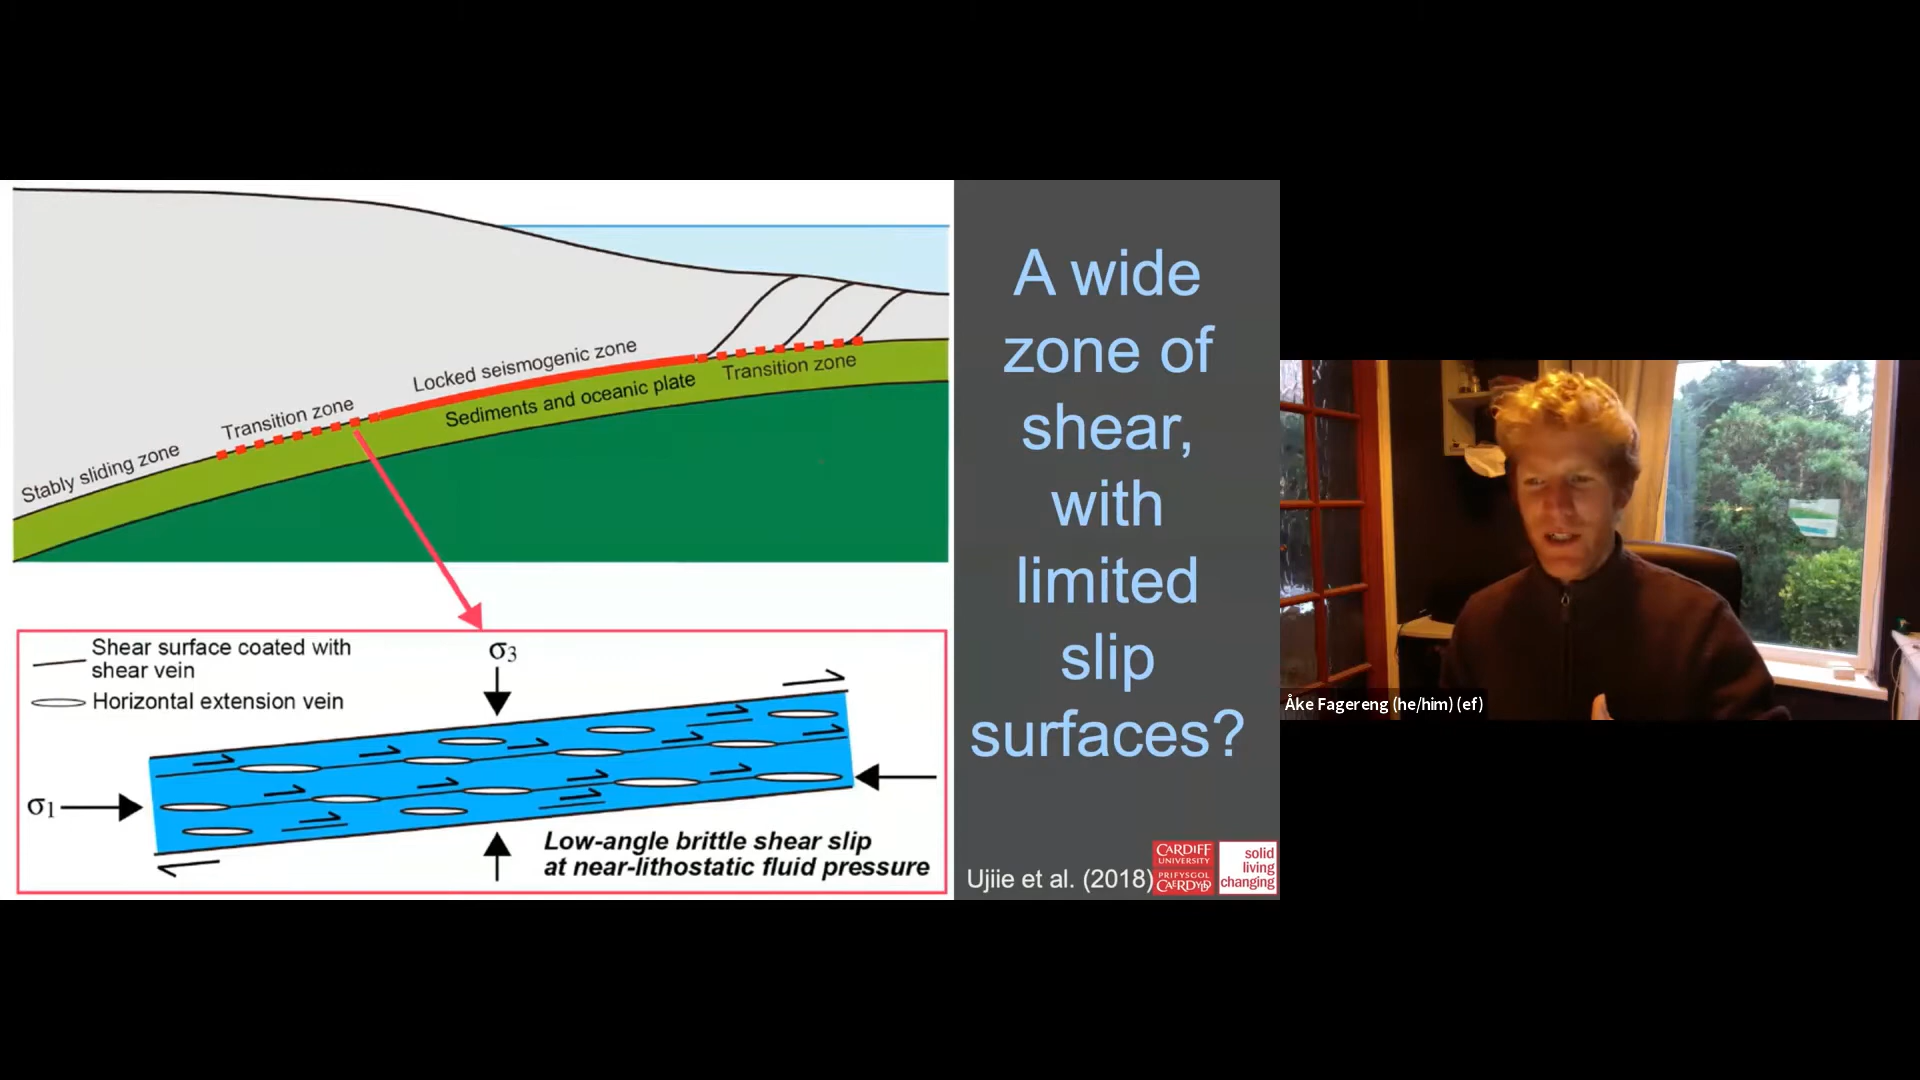 Stably sliding zone
Transition zone
Locked seismogenic zone
Sediments and oceanic plate
Transition zone
Shear surface coated with
shear vein
Horizontal extension vein
σ3
σ1
Low-angle brittle shear slip
at near-lithostatic fluid pressure
A wide
zone of
shear,
with
limited
slip
surfaces?
Ujiie et al. (2018)
CARDIFF
UNIVERSITY
PRIFYSGOL
CAERDYDD
solid
living
changing
Åke Fagereng (he/him) (ef)